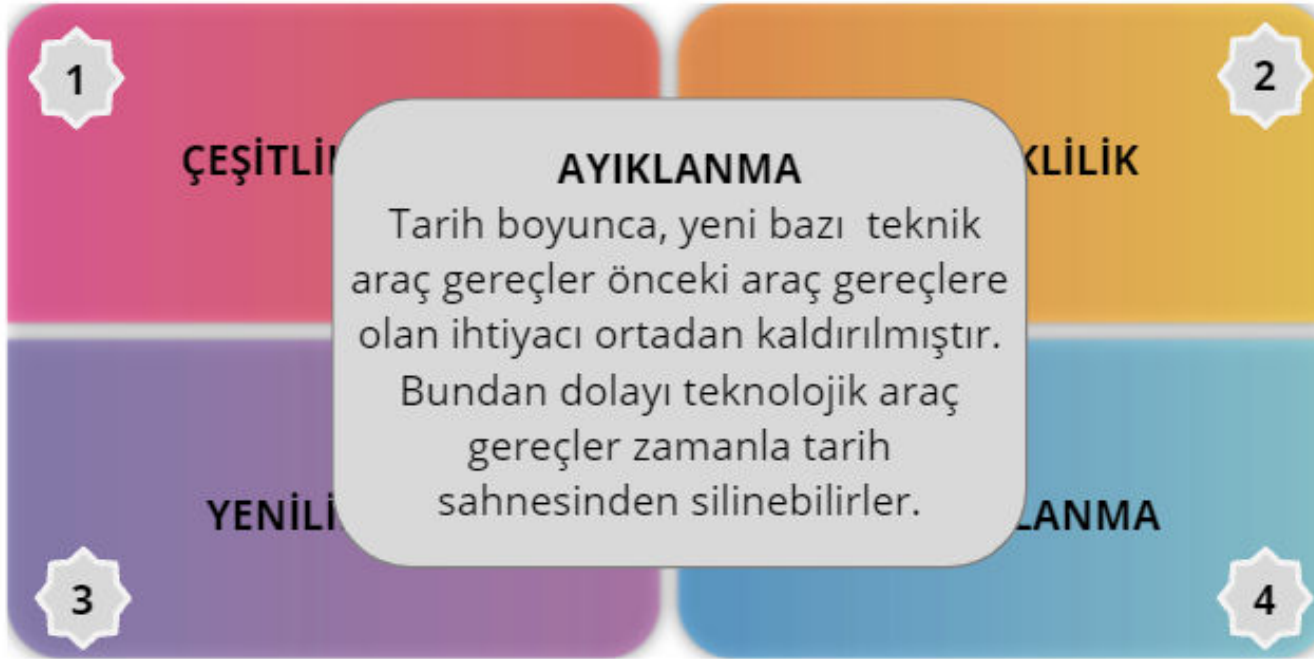 1
2
ÇEŞİTLİ
KLİLİK
AYIKLANMA
Tarih boyunca, yeni bazı teknik
araç gereçler önceki araç gereçlere
olan ihtiyacı ortadan kaldırılmıştır.
Bundan dolayı teknolojik araç
gereçler zamanla tarih
sahnesinden silinebilirler.
YENİLİ
LANMA
3
4